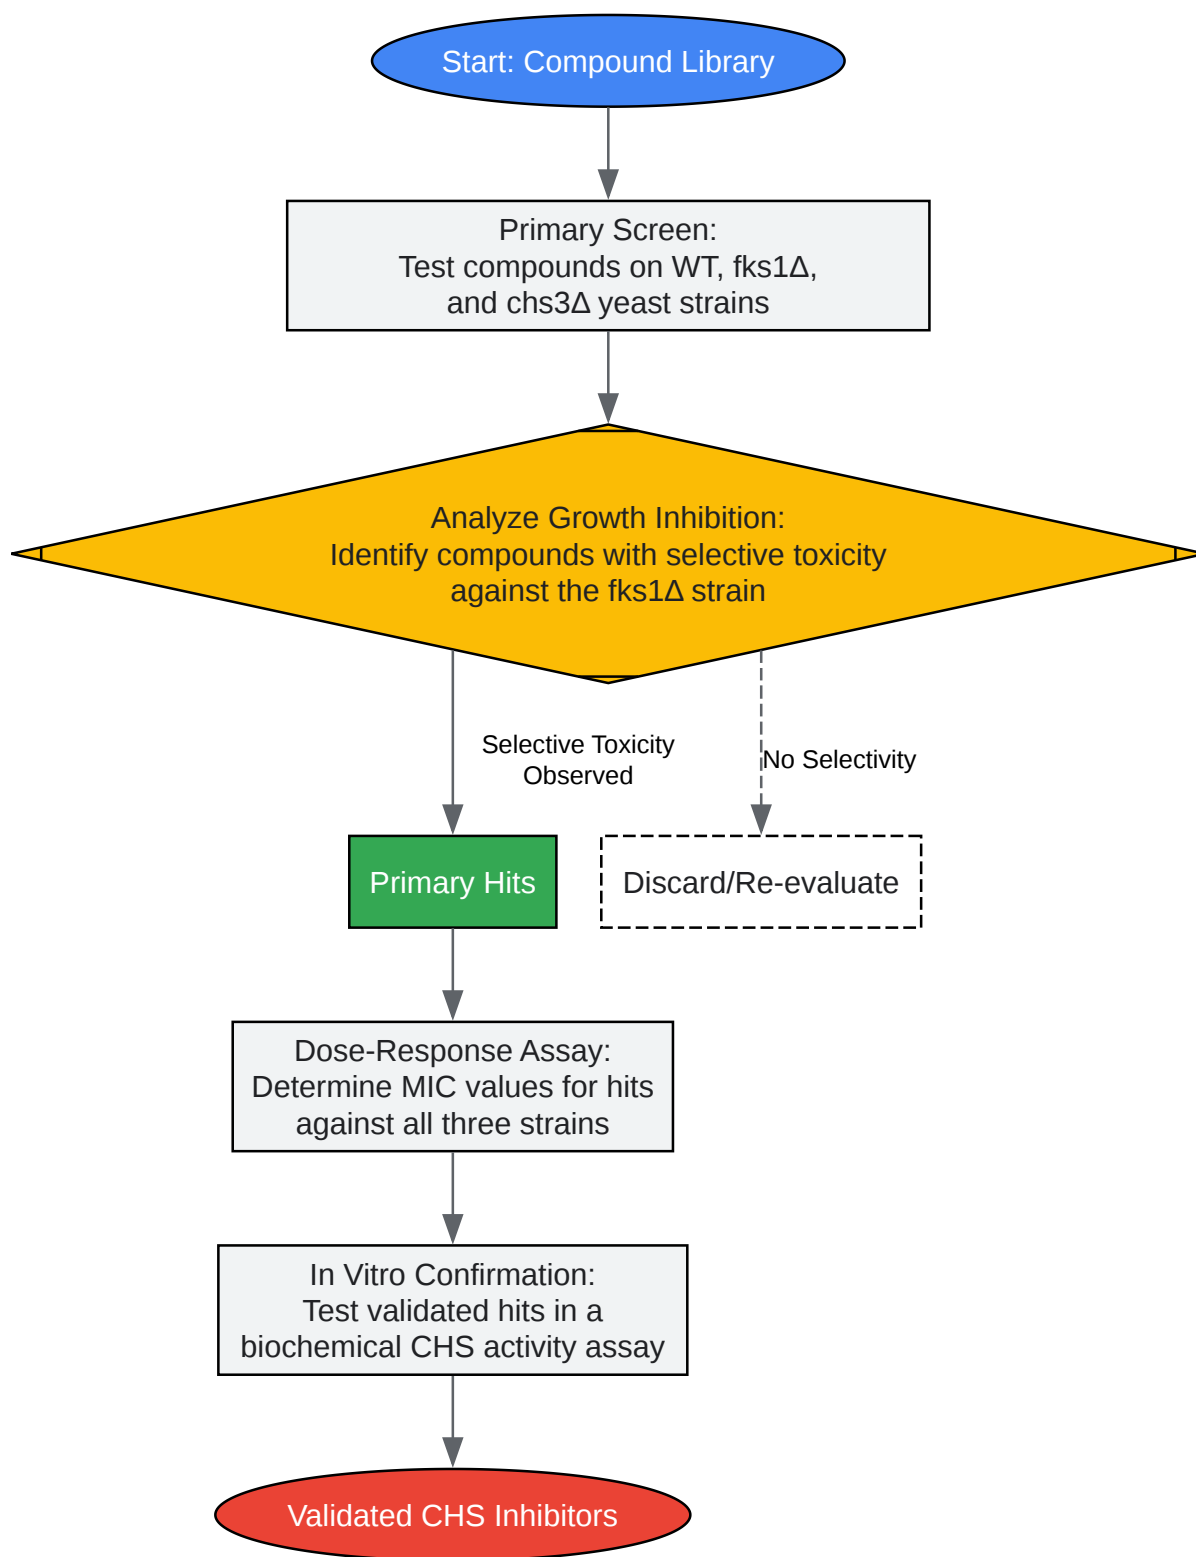 Start: Compound Library
Primary Screen:
Test compounds on WT, fks1Δ,
and chs3Δ yeast strains
Analyze Growth Inhibition:
Identify compounds with selective toxicity
against the fks1Δ strain
Selective Toxicity
Observed
No Selectivity
Primary Hits
Discard/Re-evaluate
Dose-Response Assay:
Determine MIC values for hits
against all three strains
In Vitro Confirmation:
Test validated hits in a
biochemical CHS activity assay
Validated CHS Inhibitors